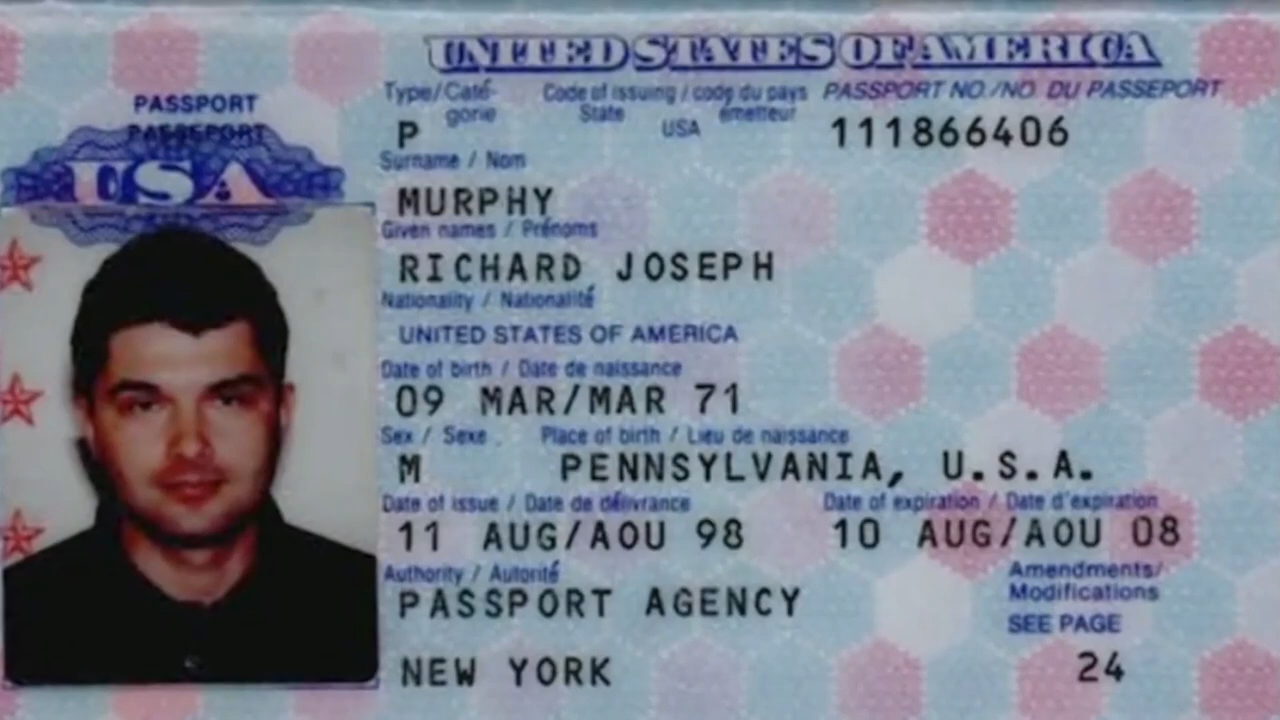 UNITED STATES OF AMERICA
PASSPORT
PASSEPORT
USA
Type/Caté-gorie
Code of issuing / code du pays
State émetteur
PASSPORT NO./NO. DU PASSEPORT
P
USA
111866406
Surname / Nom
MURPHY
Given names / Prénoms
RICHARD JOSEPH
Nationality / Nationalité
UNITED STATES OF AMERICA
Date of birth / Date de naissance
09 MAR/MAR 71
Sex / Sexe
Place of birth / Lieu de naissance
M
PENNSYLVANIA, U.S.A.
Date of issue / Date de délivrance
Date of expiration / Date d'expiration
11 AUG/AOU 98
10 AUG/AOU 08
Authority / Autorité
Amendments/
Modifications
PASSPORT AGENCY
SEE PAGE
NEW YORK
24